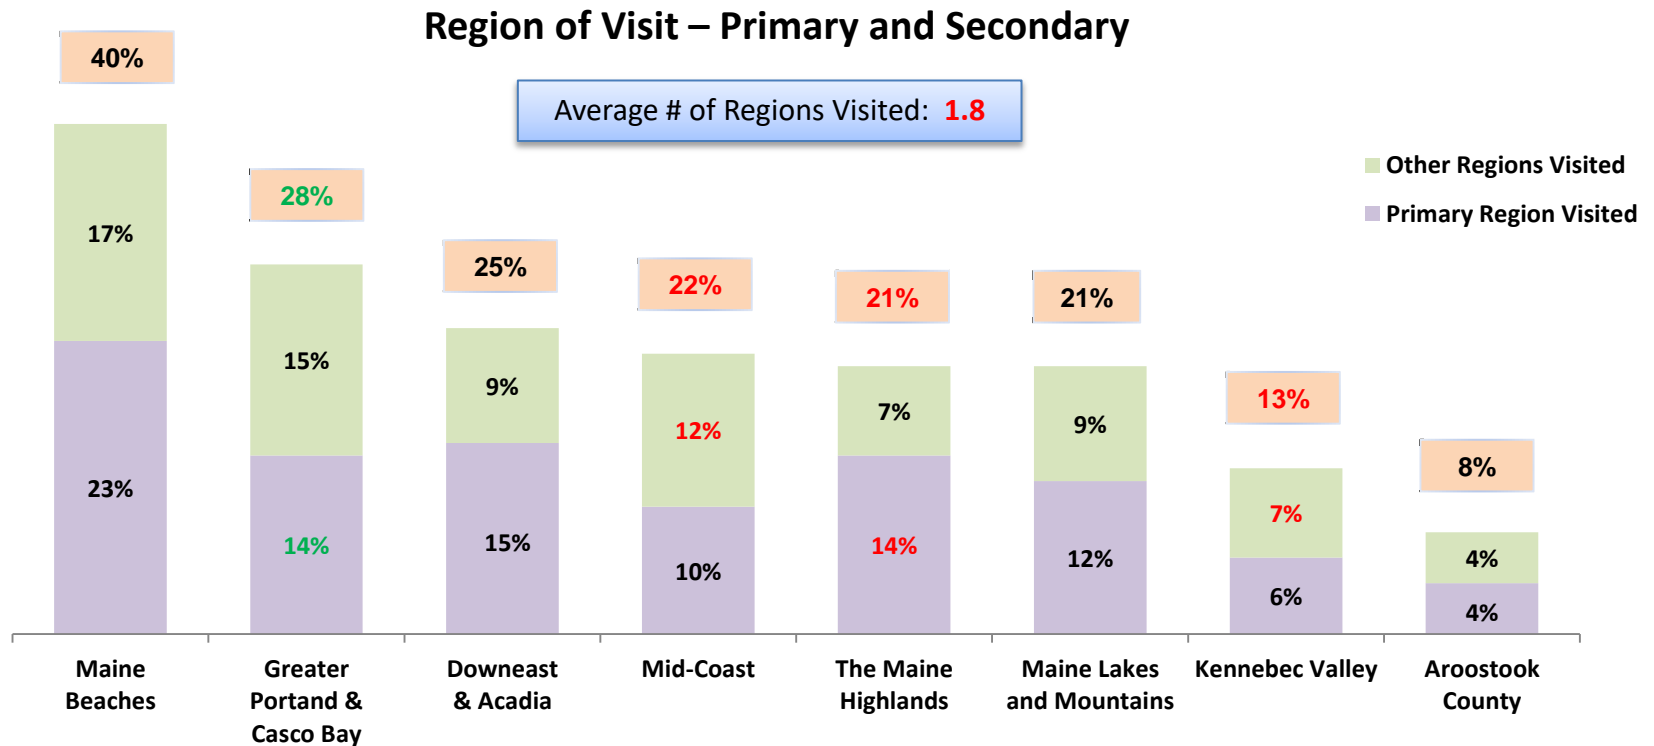 Region of Visit – Primary and Secondary
40%
Average # of Regions Visited: 1.8
Other Regions Visited
Primary Region Visited
28%
25%
22%
21%
21%
13%
8%
17%
15%
9%
12%
7%
9%
7%
4%
23%
14%
15%
10%
14%
12%
6%
4%
Maine
Beaches
Greater
Portand &
Casco Bay
Downeast
& Acadia
Mid-Coast
The Maine
Highlands
Maine Lakes
and Mountains
Kennebec Valley
Aroostook
County